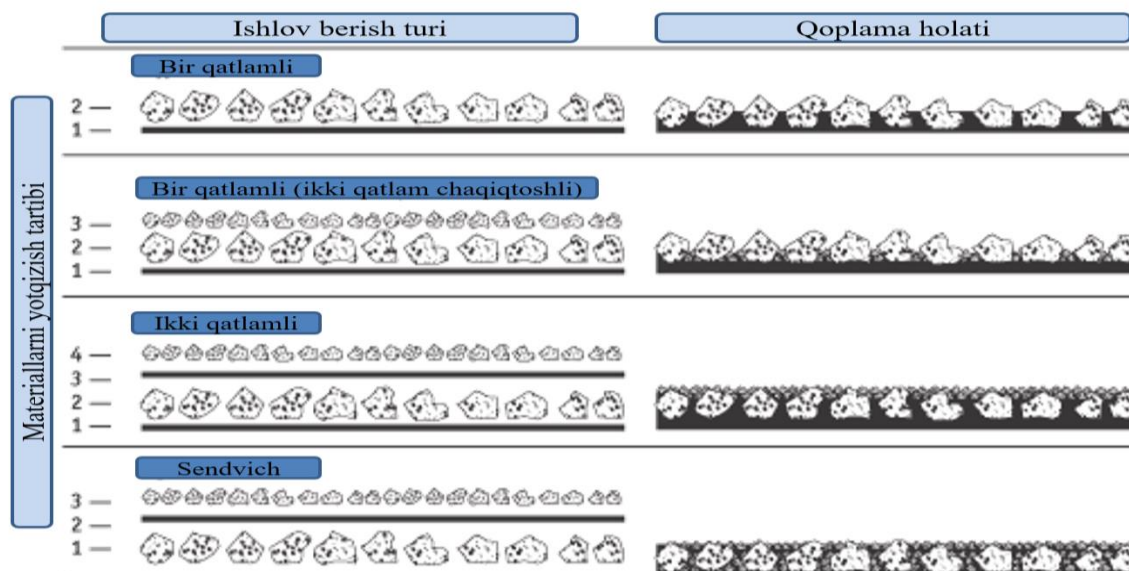 Ishlov berish turi
Qoplama holati
Materiallarni yotqizish tartibi
Bir qatlamli
2
1
Bir qatlamli (ikki qatlam chaqiqtoshli)
3
2
1
Ikki qatlamli
4
3
2
1
Sendvich
3
2
1